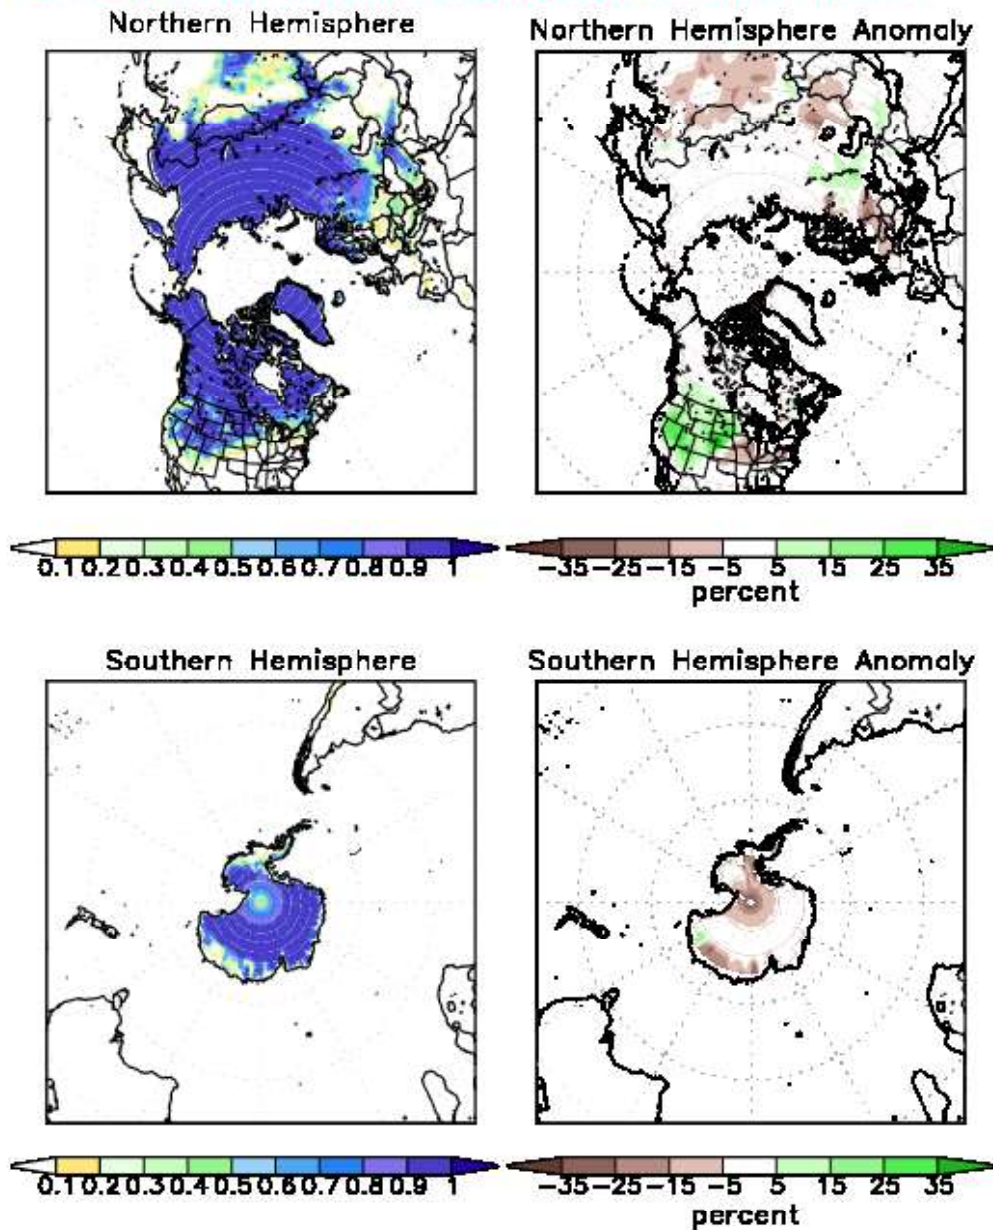 Northern Hemisphere
Northern Hemisphere Anomaly
0.1 0.2 0.3 0.4 0.5 0.6 0.7 0.8 0.9 1
-35 -25 -15 -5 5 15 25 35
percent
Southern Hemisphere
Southern Hemisphere Anomaly
0.1 0.2 0.3 0.4 0.5 0.6 0.7 0.8 0.9 1
-35 -25 -15 -5 5 15 25 35
percent